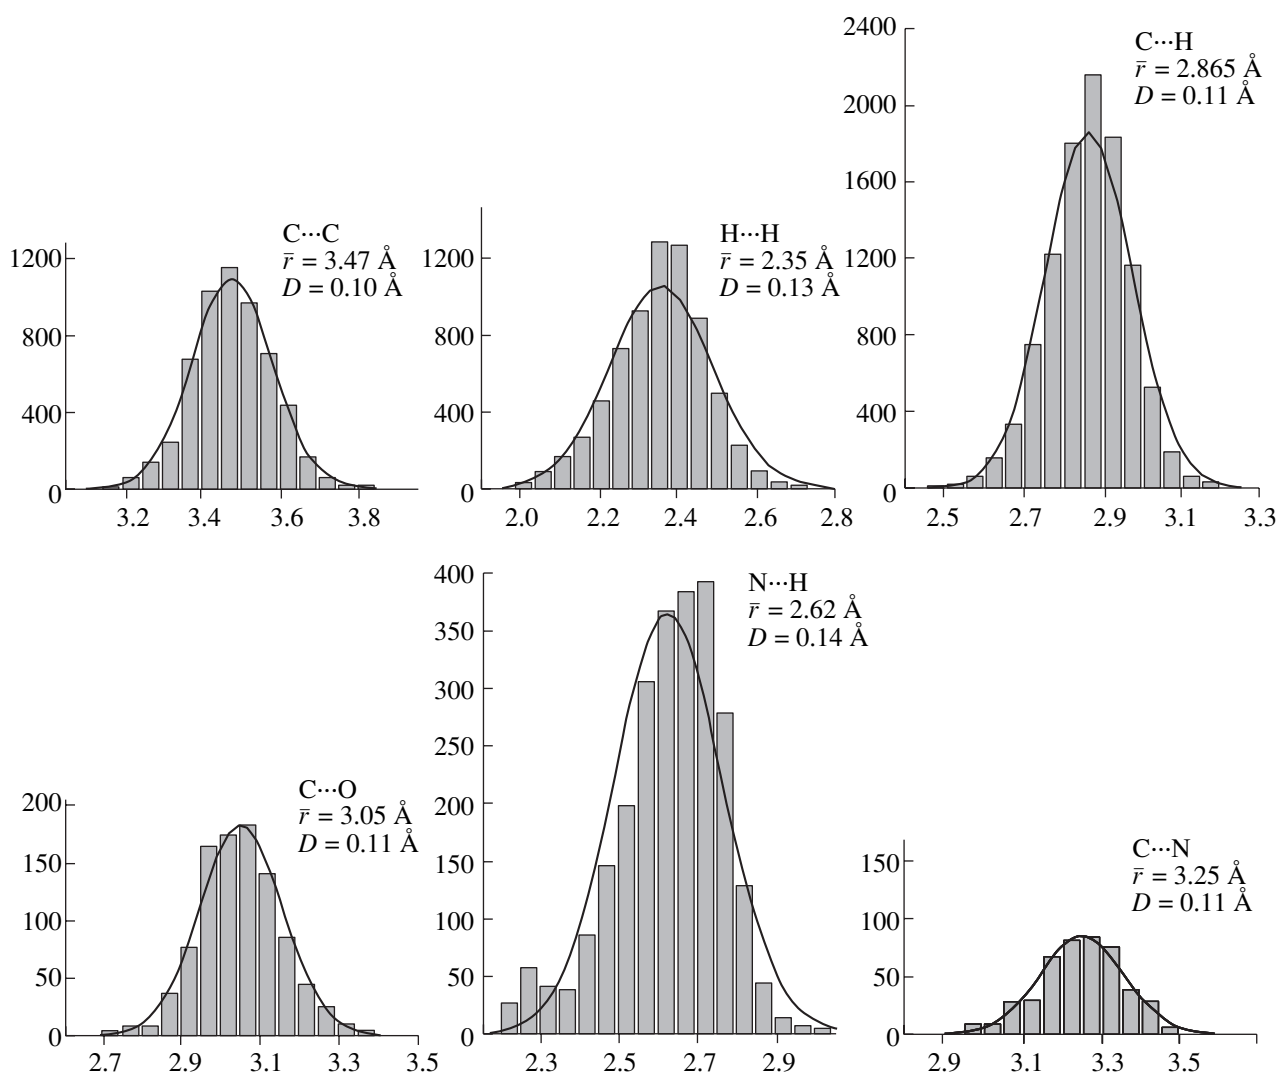 C···C
r̄ = 3.47 Å
D = 0.10 Å
1200
800
400
0
3.2 3.4 3.6 3.8
H···H
r̄ = 2.35 Å
D = 0.13 Å
1200
800
400
0
2.0 2.2 2.4 2.6 2.8
C···H
r̄ = 2.865 Å
D = 0.11 Å
2400
2000
1600
1200
800
400
0
2.5 2.7 2.9 3.1 3.3
C···O
r̄ = 3.05 Å
D = 0.11 Å
200
150
100
50
0
2.7 2.9 3.1 3.3 3.5
N···H
r̄ = 2.62 Å
D = 0.14 Å
400
350
300
250
200
150
100
50
0
2.3 2.5 2.7 2.9
C···N
r̄ = 3.25 Å
D = 0.11 Å
150
100
50
0
2.9 3.1 3.3 3.5